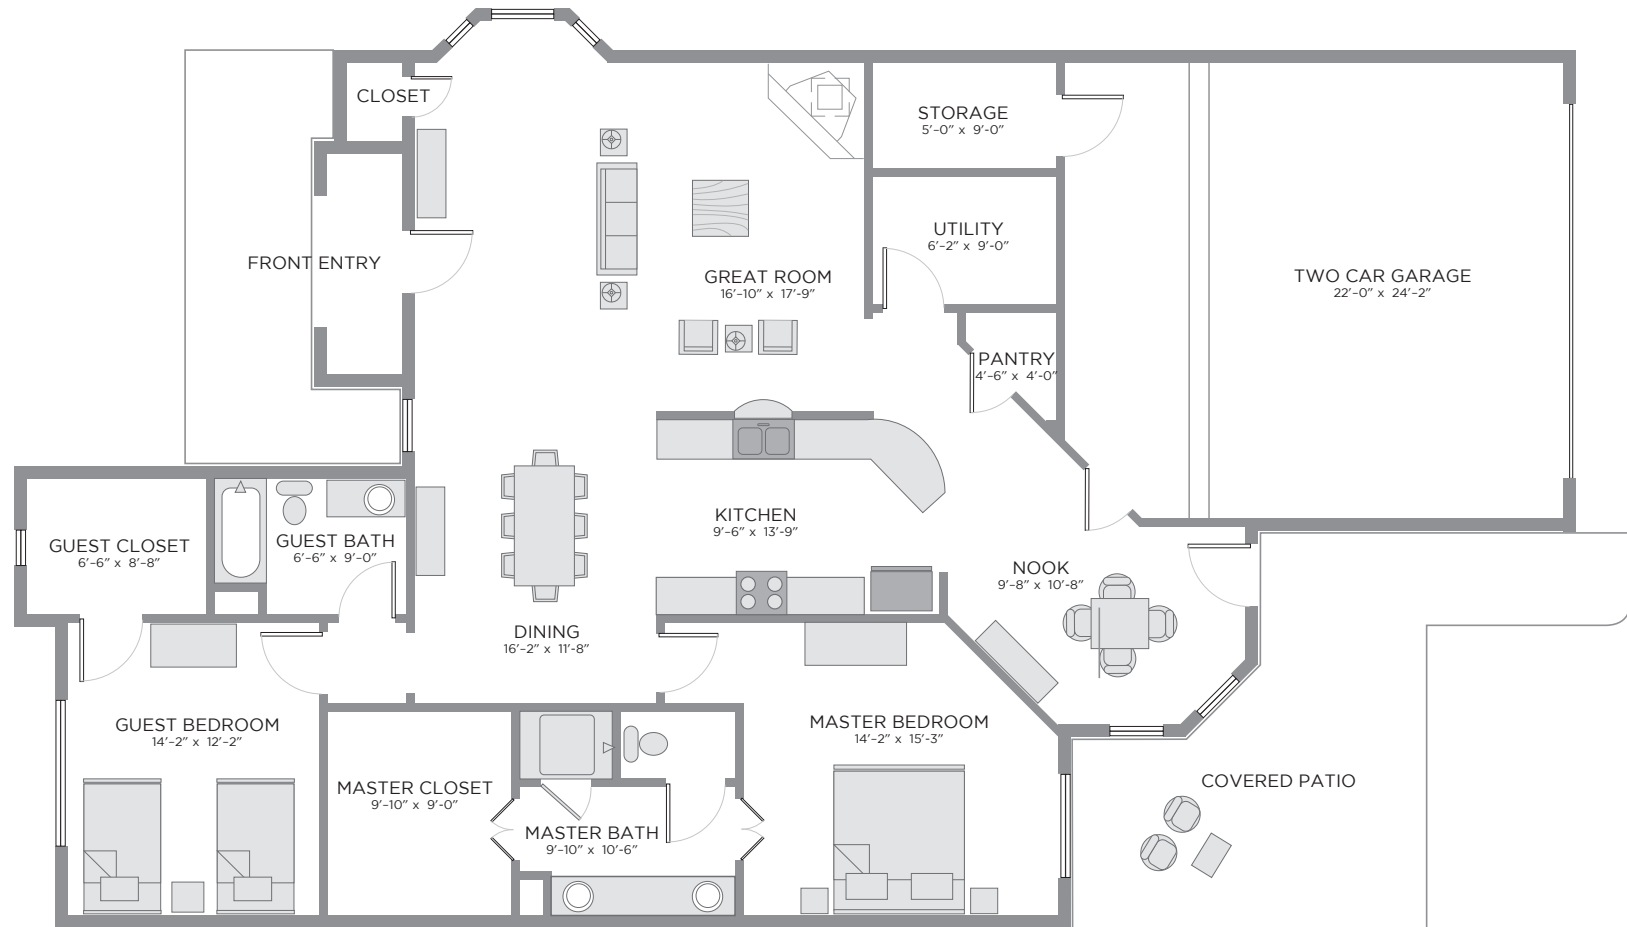 CLOSET
STORAGE
5'-0" x 9'-0"
UTILITY
6'-2" x 9'-0"
FRONT ENTRY
GREAT ROOM
16'-10" x 17'-9"
TWO CAR GARAGE
22'-0" x 24'-2"
PANTRY
4'-6" x 4'-0"
KITCHEN
9'-6" x 13'-9"
GUEST CLOSET
6'-6" x 8'-8"
GUEST BATH
6'-6" x 9'-0"
NOOK
9'-8" x 10'-8"
DINING
16'-2" x 11'-8"
GUEST BEDROOM
14'-2" x 12'-2"
MASTER BEDROOM
14'-2" x 15'-3"
MASTER CLOSET
9'-10" x 9'-0"
COVERED PATIO
MASTER BATH
9'-10" x 10'-6"